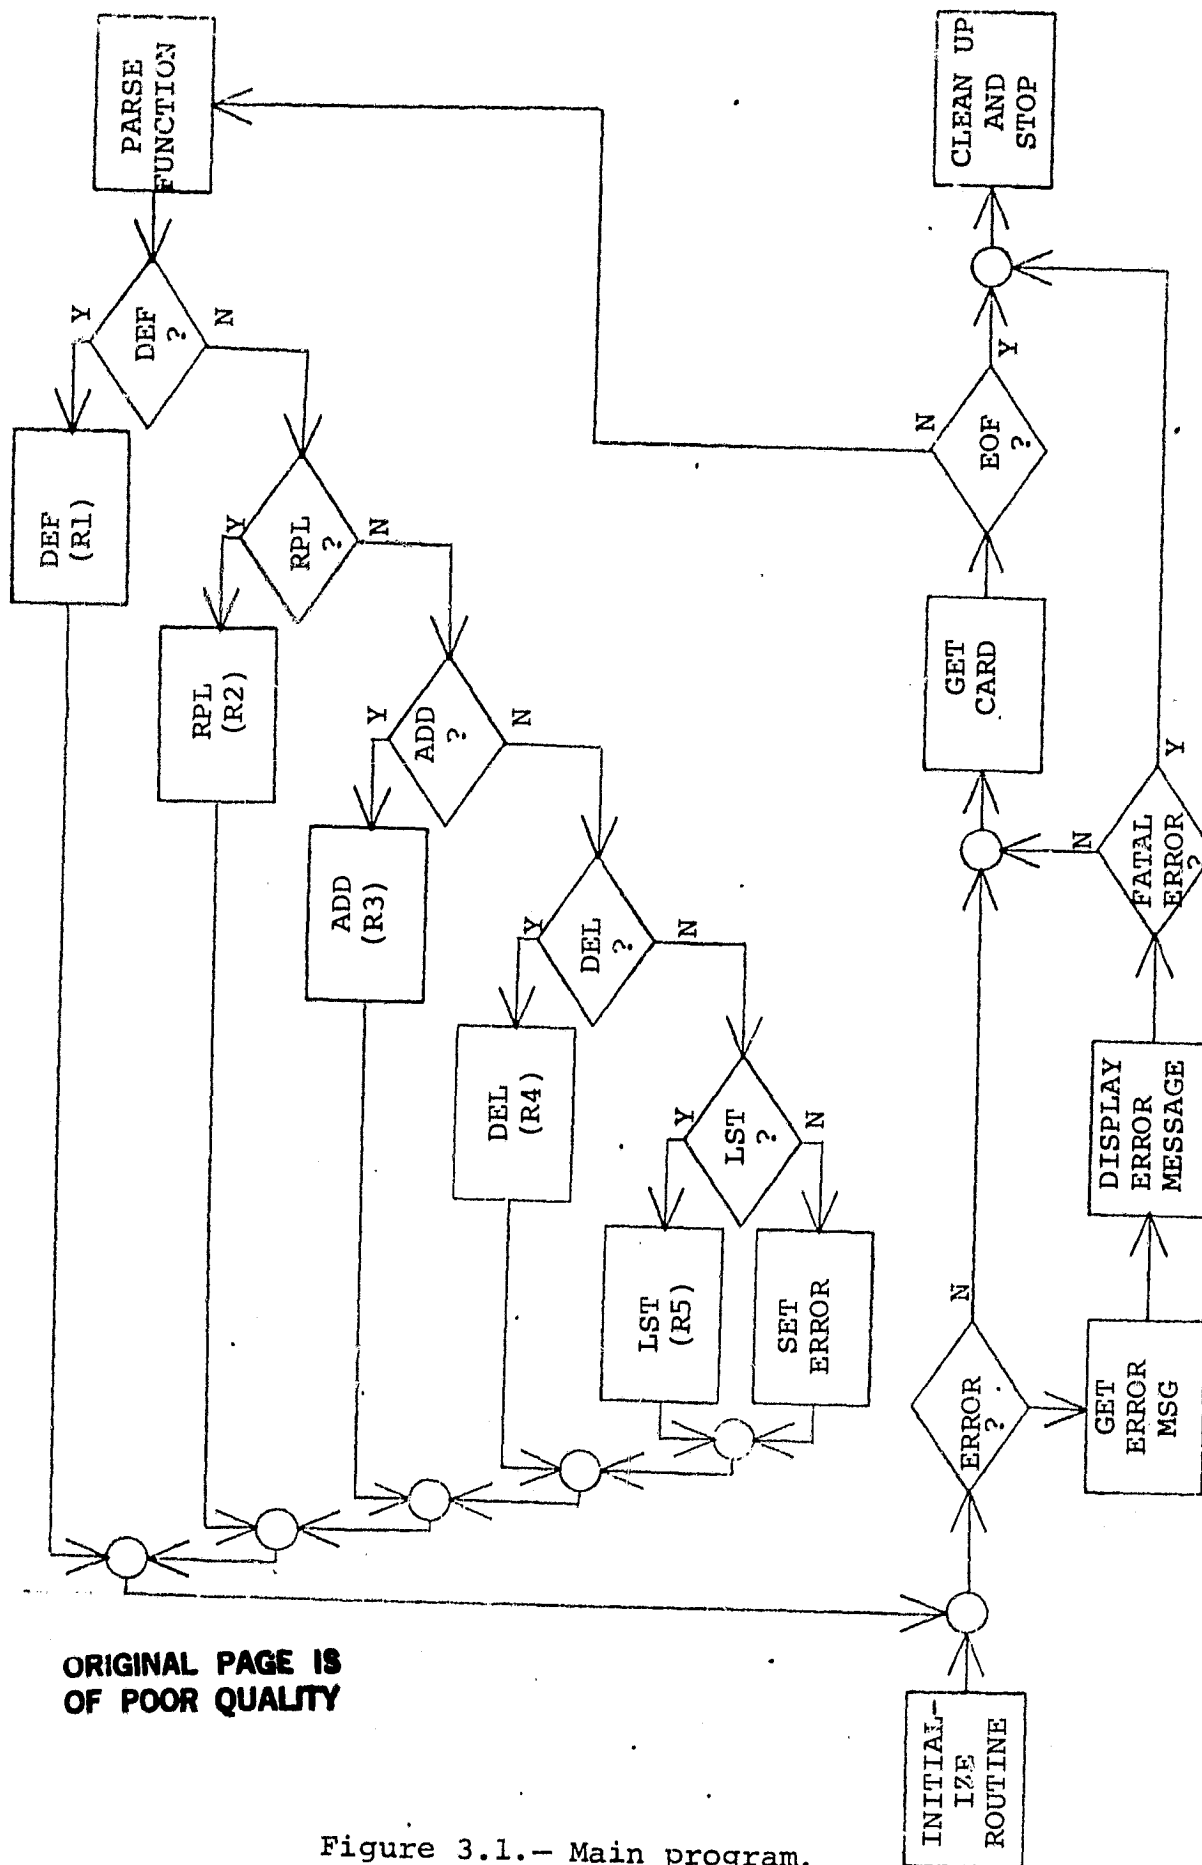 INITIAL-
IZE
ROUTINE
ERROR
?
N
GET
ERROR
MSG
DISPLAY
ERROR
MESSAGE
FATAL
ERROR
?
N
Y
GET
CARD
EOF
?
N
Y
CLEAN UP
AND
STOP
PARSE
FUNCTION
DEF
?
Y
N
DEF
(R1)
RPL
?
Y
N
RPL
(R2)
ADD
?
Y
N
ADD
(R3)
DEL
?
Y
N
DEL
(R4)
LST
?
Y
N
LST
(R5)
SET
ERROR
ORIGINAL PAGE IS
OF POOR QUALITY
Figure 3.1.— Main program.